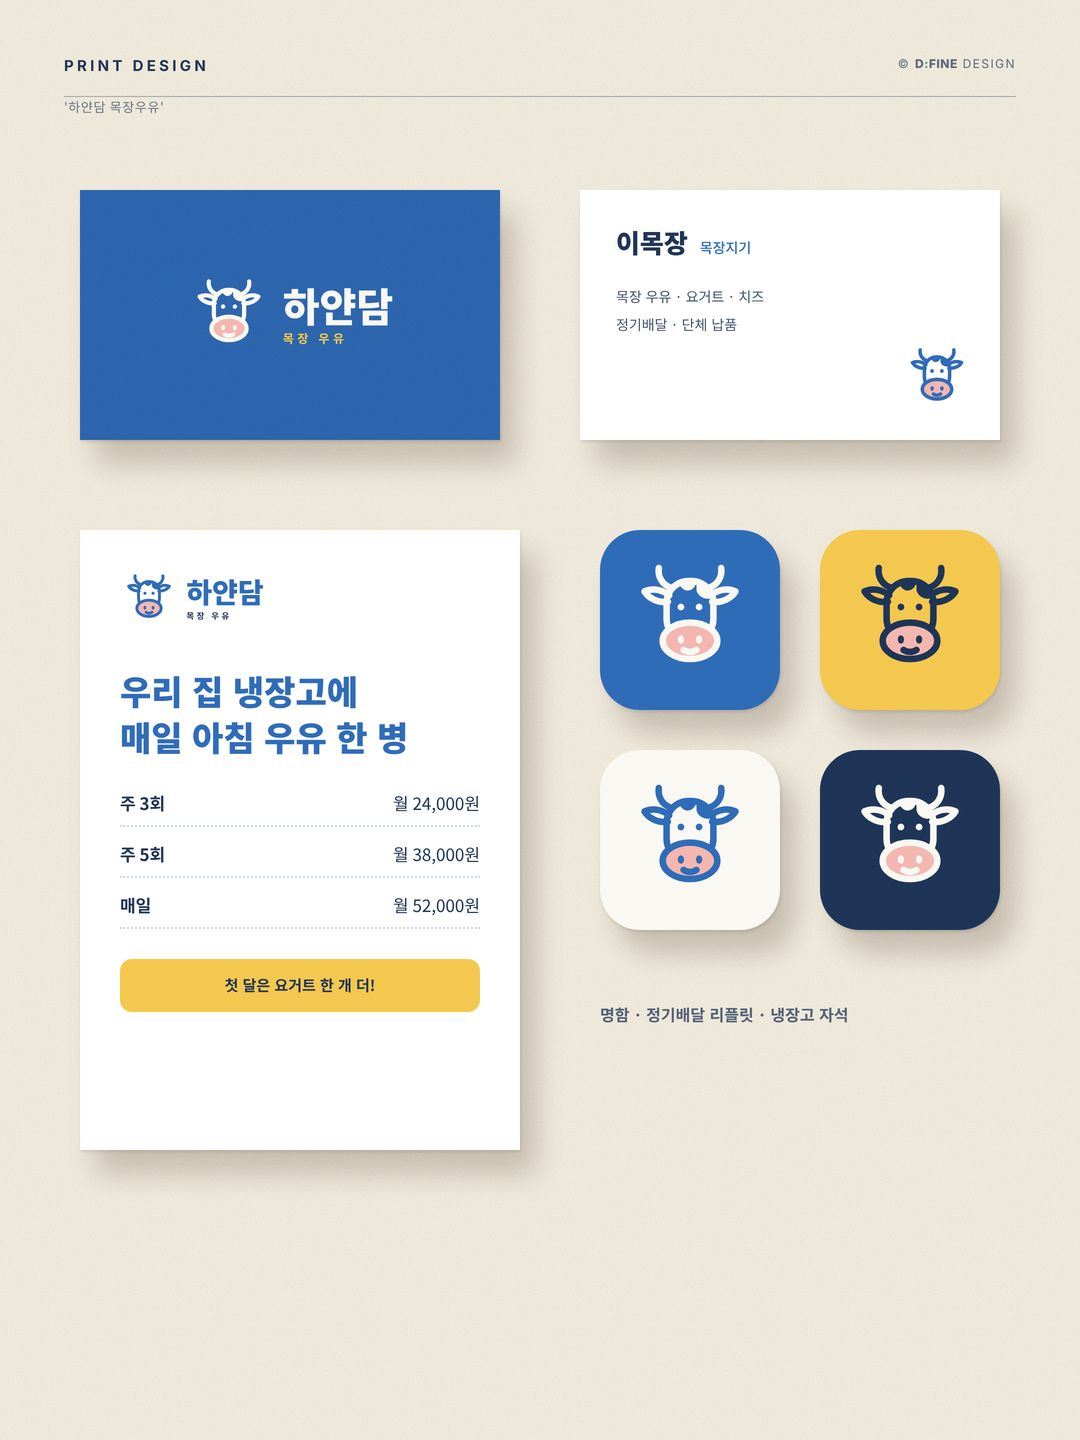 PRINT DESIGN
© D:FINE DESIGN
'하얀담 목장우유'
하얀담
목장 우유
이목장 목장지기
목장 우유 · 요거트 · 치즈
정기배달 · 단체 납품
하얀담
목장 우유
우리 집 냉장고에
매일 아침 우유 한 병
주 3회 월 24,000원
주 5회 월 38,000원
매일 월 52,000원
첫 달은 요거트 한 개 더!
명함 · 정기배달 리플릿 · 냉장고 자석